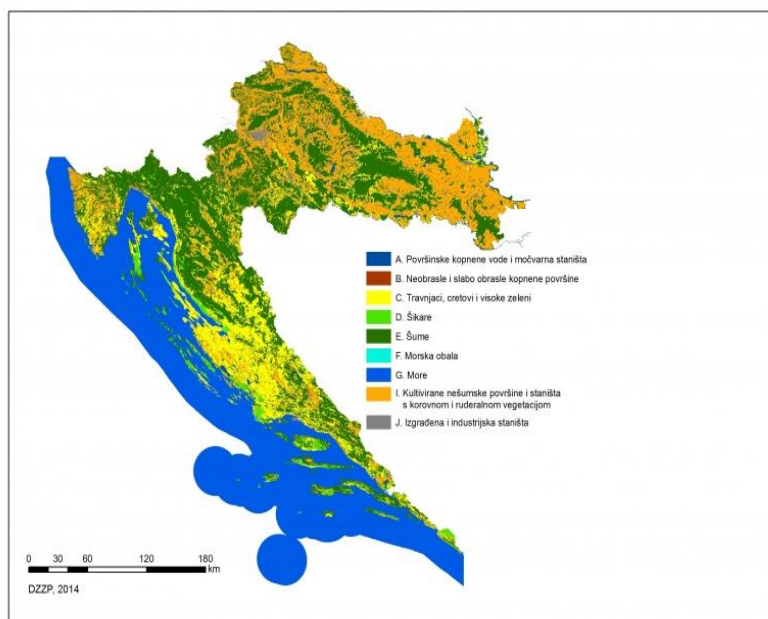 A. Površinske kopnene vode i močvarna staništa
B. Neobrasle i slabo obrasle kopnene površine
C. Travnjaci, cretovi i visoke zeleni
D. Šikare
E. Šume
F. Morska obala
G. More
I. Kultivirane nešumske površine i staništa
s korovnom i ruderalnom vegetacijom
J. Izgrađena i industrijska staništa
0 30 60 120 180
km
DZZP, 2014